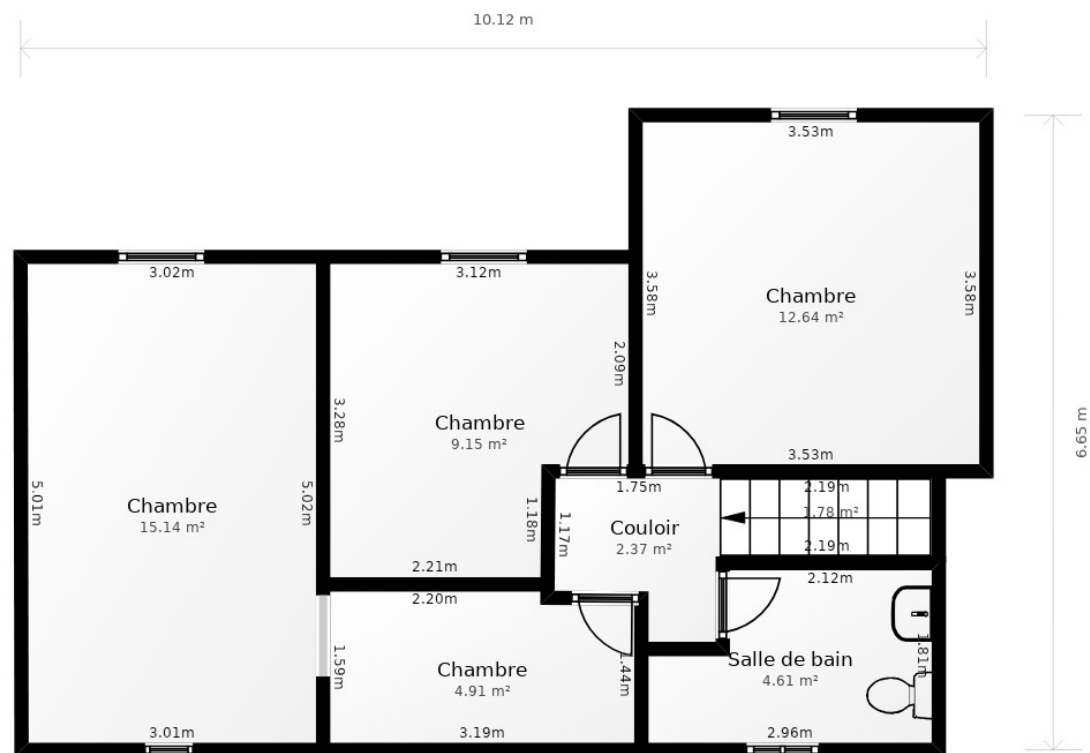 10.12 m
3.53m
3.02m
3.12m
3.58m
3.58m
Chambre
12.64 m²
2.09m
3.28m
Chambre
9.15 m²
6.95 m
3.53m
5.01m
5.02m
Chambre
15.14 m²
1.18m
1.75m
1.17m
Couloir
2.37 m²
2.19m
1.78 m²
2.19m
2.21m
2.12m
2.20m
1.59m
Chambre
4.91 m²
1.44m
Salle de bain
4.61 m²
1.81m
3.01m
3.19m
2.96m